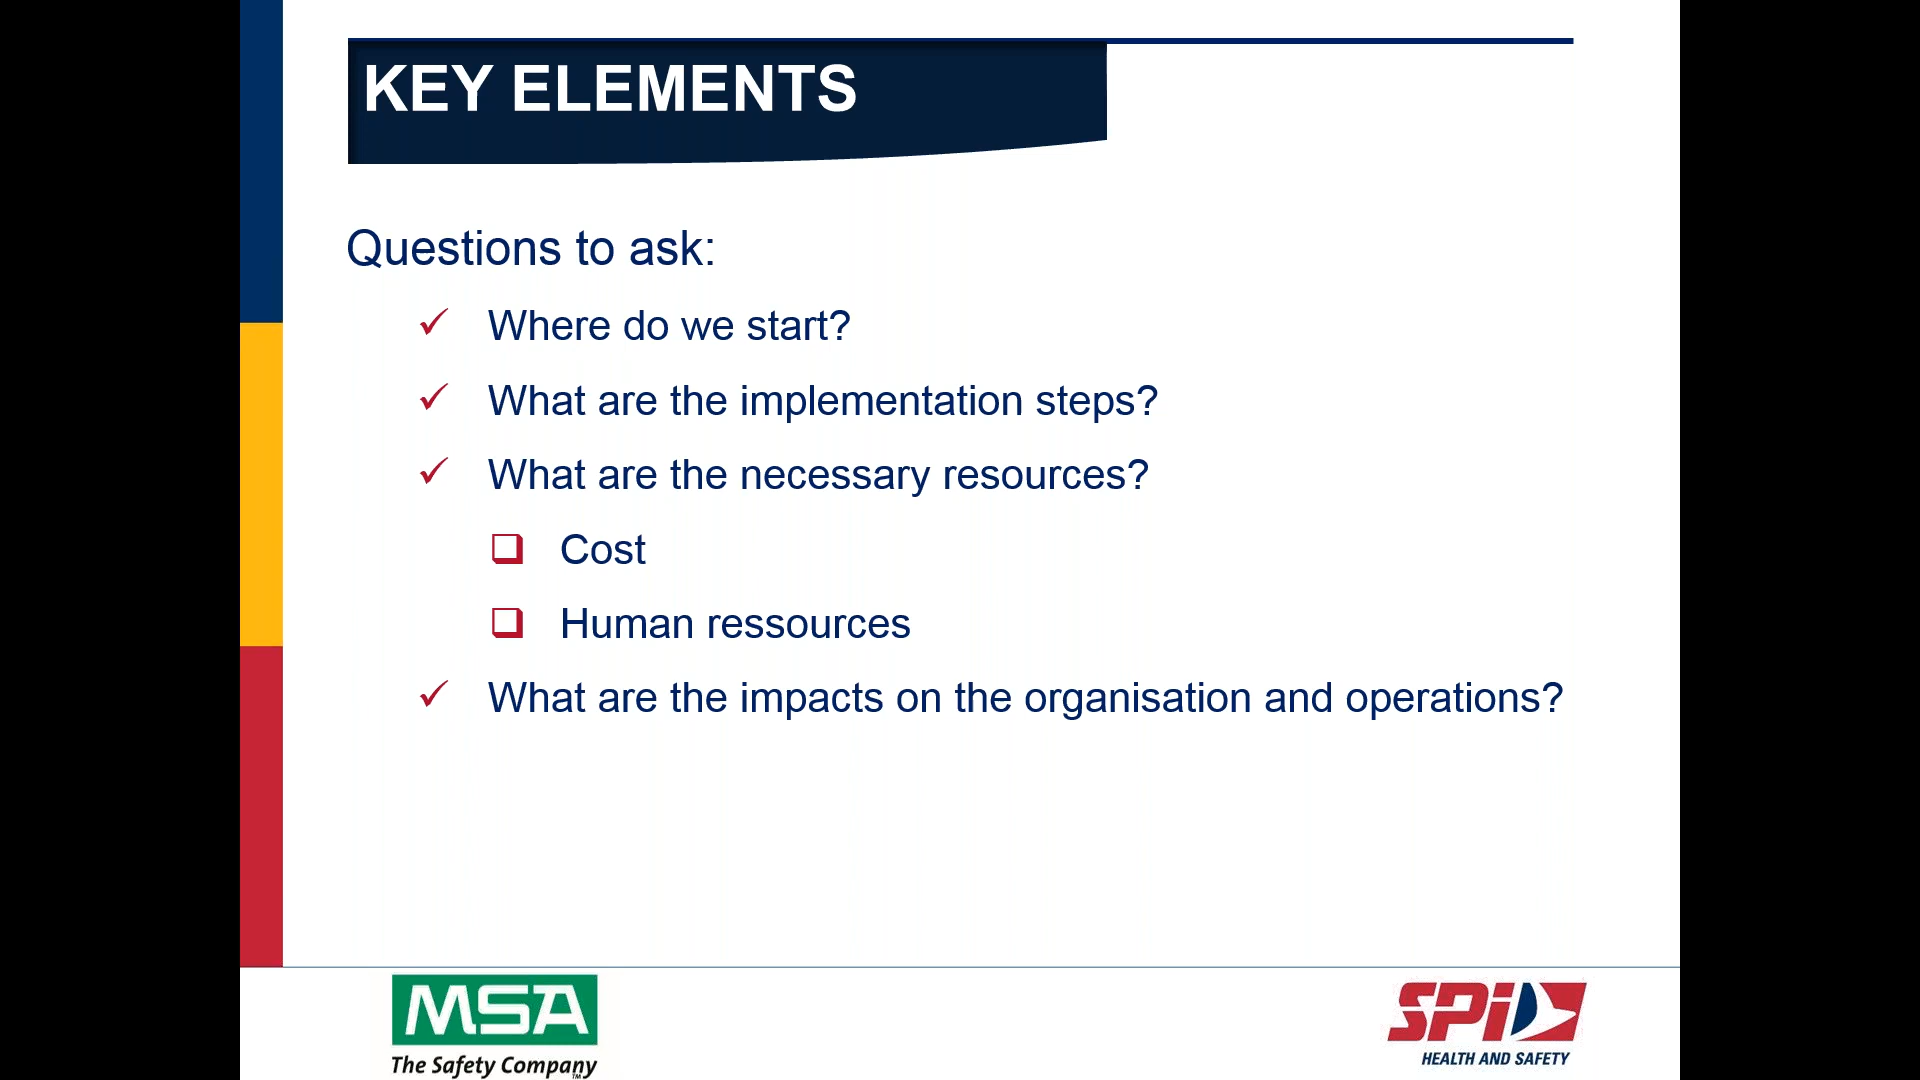 KEY ELEMENTS
Questions to ask:
Where do we start?
What are the implementation steps?
What are the necessary resources?
Cost
Human ressources
What are the impacts on the organisation and operations?
MSA
The Safety Company™
SPi
HEALTH AND SAFETY